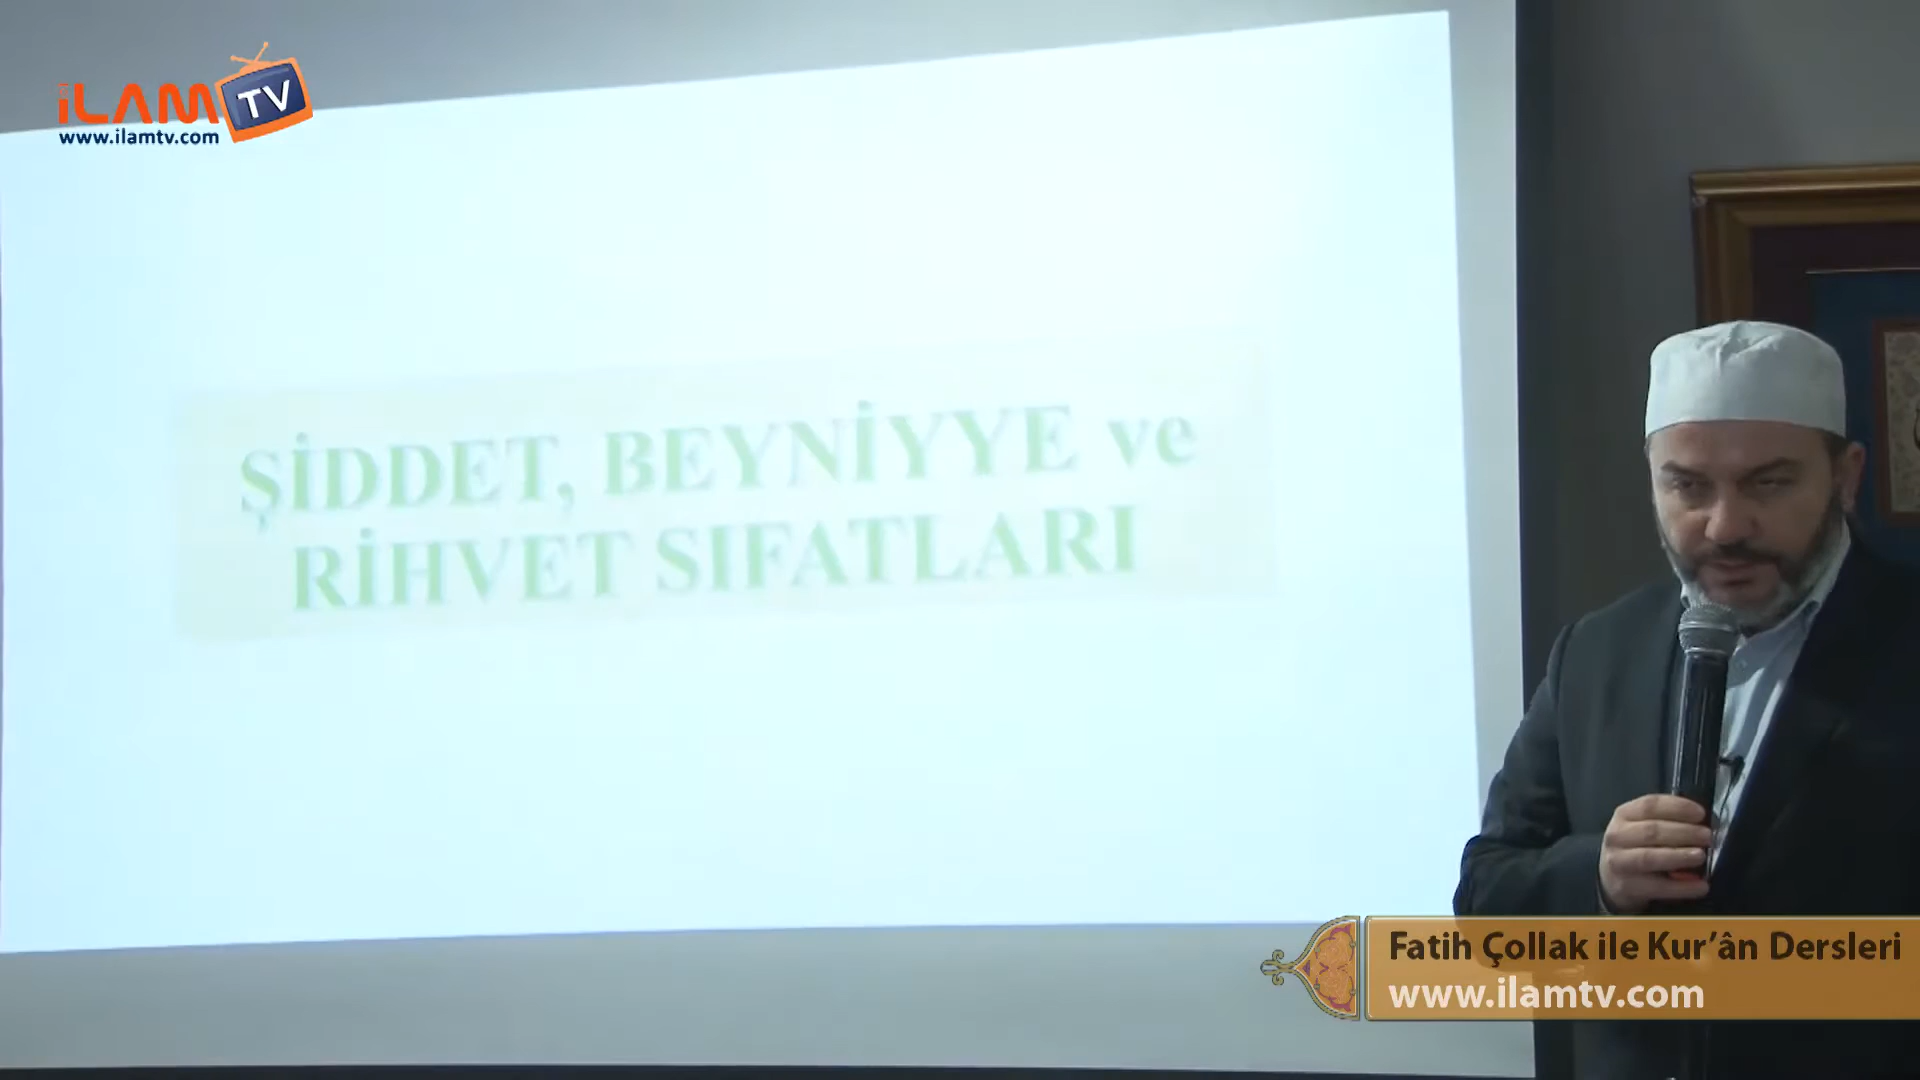 iLAM TV
www.ilamtv.com
ŞİDDET, BEYNİYYE ve
RİHVET SIFATLARI
Fatih Çollak ile Kur’ân Dersleri
www.ilamtv.com